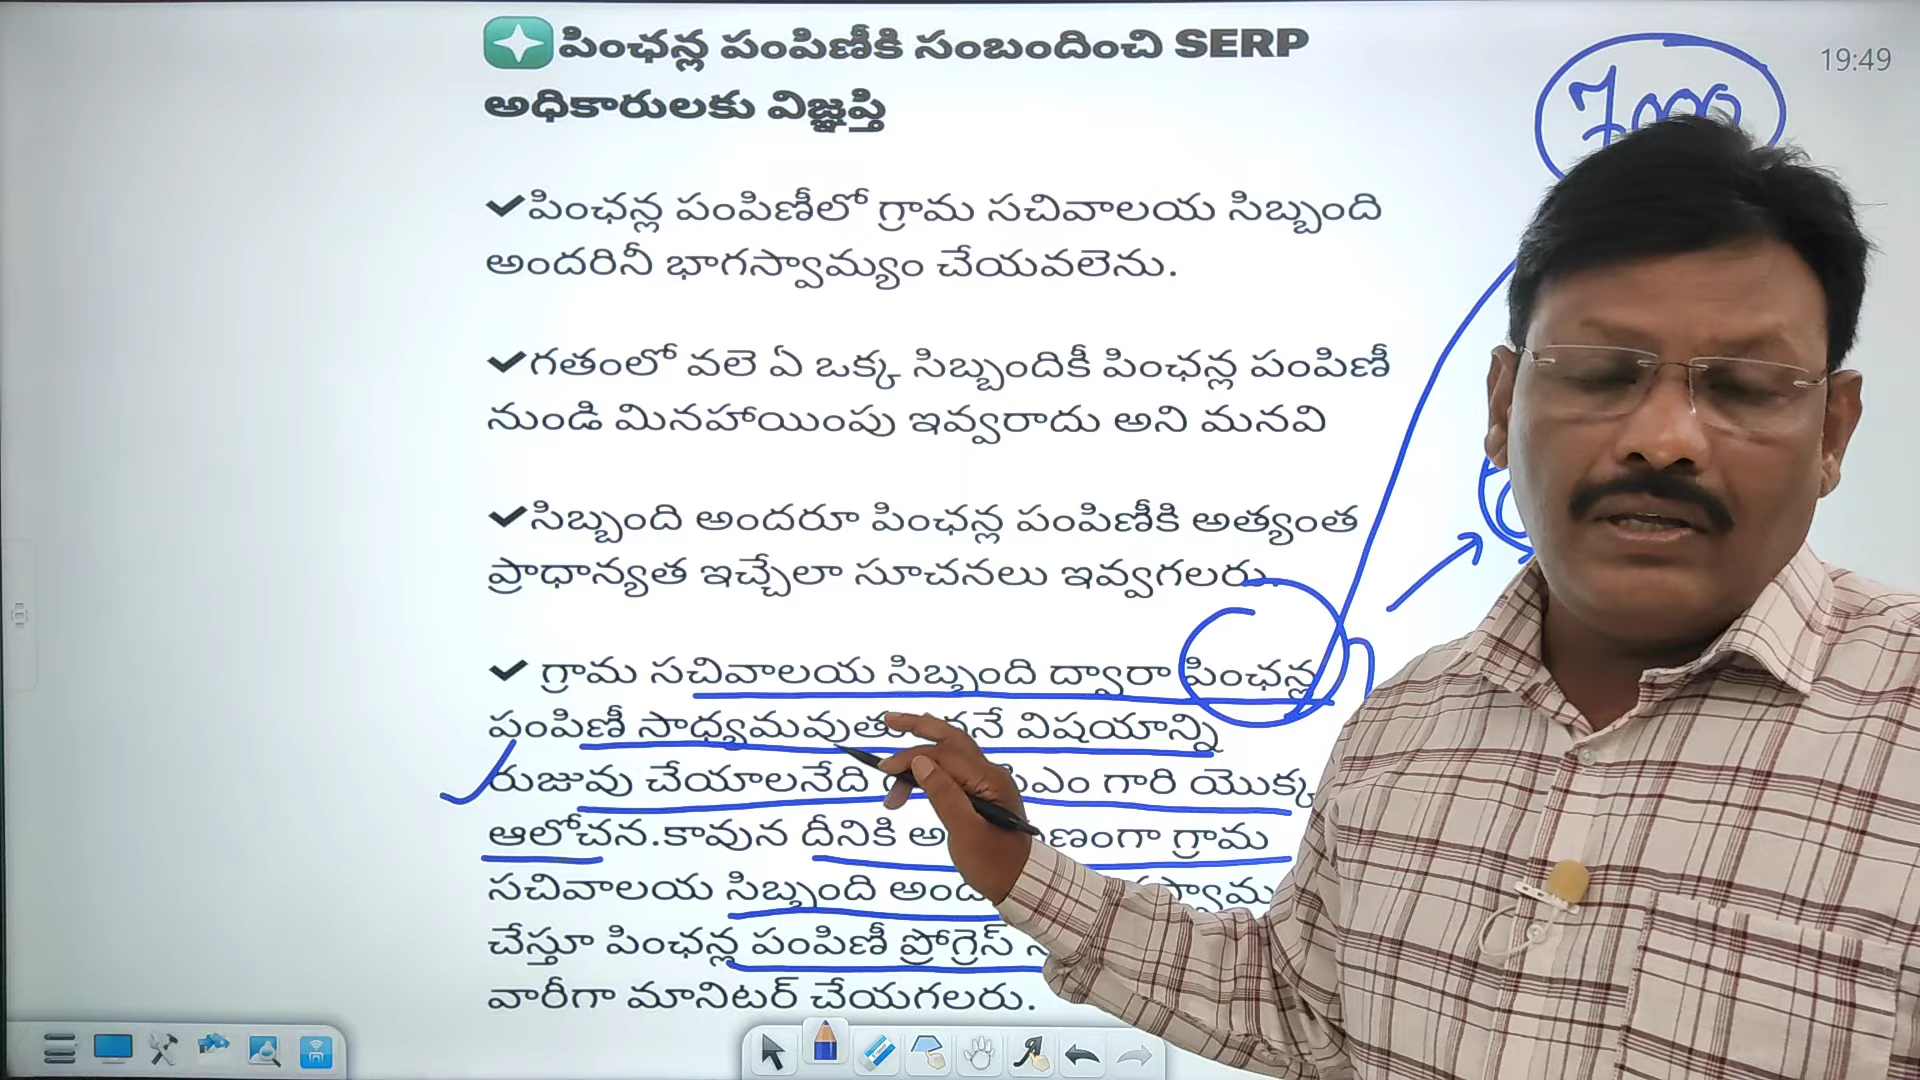 పింఛన్ల పంపిణీకి సంబందించి SERP
అధికారులకు విజ్ఞప్తి
19:49
✔పింఛన్ల పంపిణీలో గ్రామ సచివాలయ సిబ్బంది
అందరినీ భాగస్వామ్యం చేయవలెను.
✔గతంలో వలె ఏ ఒక్క సిబ్బందికీ పింఛన్ల పంపిణీ
నుండి మినహాయింపు ఇవ్వరాదు అని మనవి
✔సిబ్బంది అందరూ పింఛన్ల పంపిణీకి అత్యంత
ప్రాధాన్యత ఇచ్చేలా సూచనలు ఇవ్వగలరు.
✔ గ్రామ సచివాలయ సిబ్బంది ద్వారా పింఛన్ల
పంపిణీ విషయాన్ని
రుజువు చేయాలనేది గారి యొక్క
ఆలోచన.కావున దీనికి గ్రామ
సచివాలయ సిబ్బంది
చేస్తూ పింఛన్ల పంపిణీ ప్రోగ్రెస్
వారీగా మానిటర్ చేయగలరు.